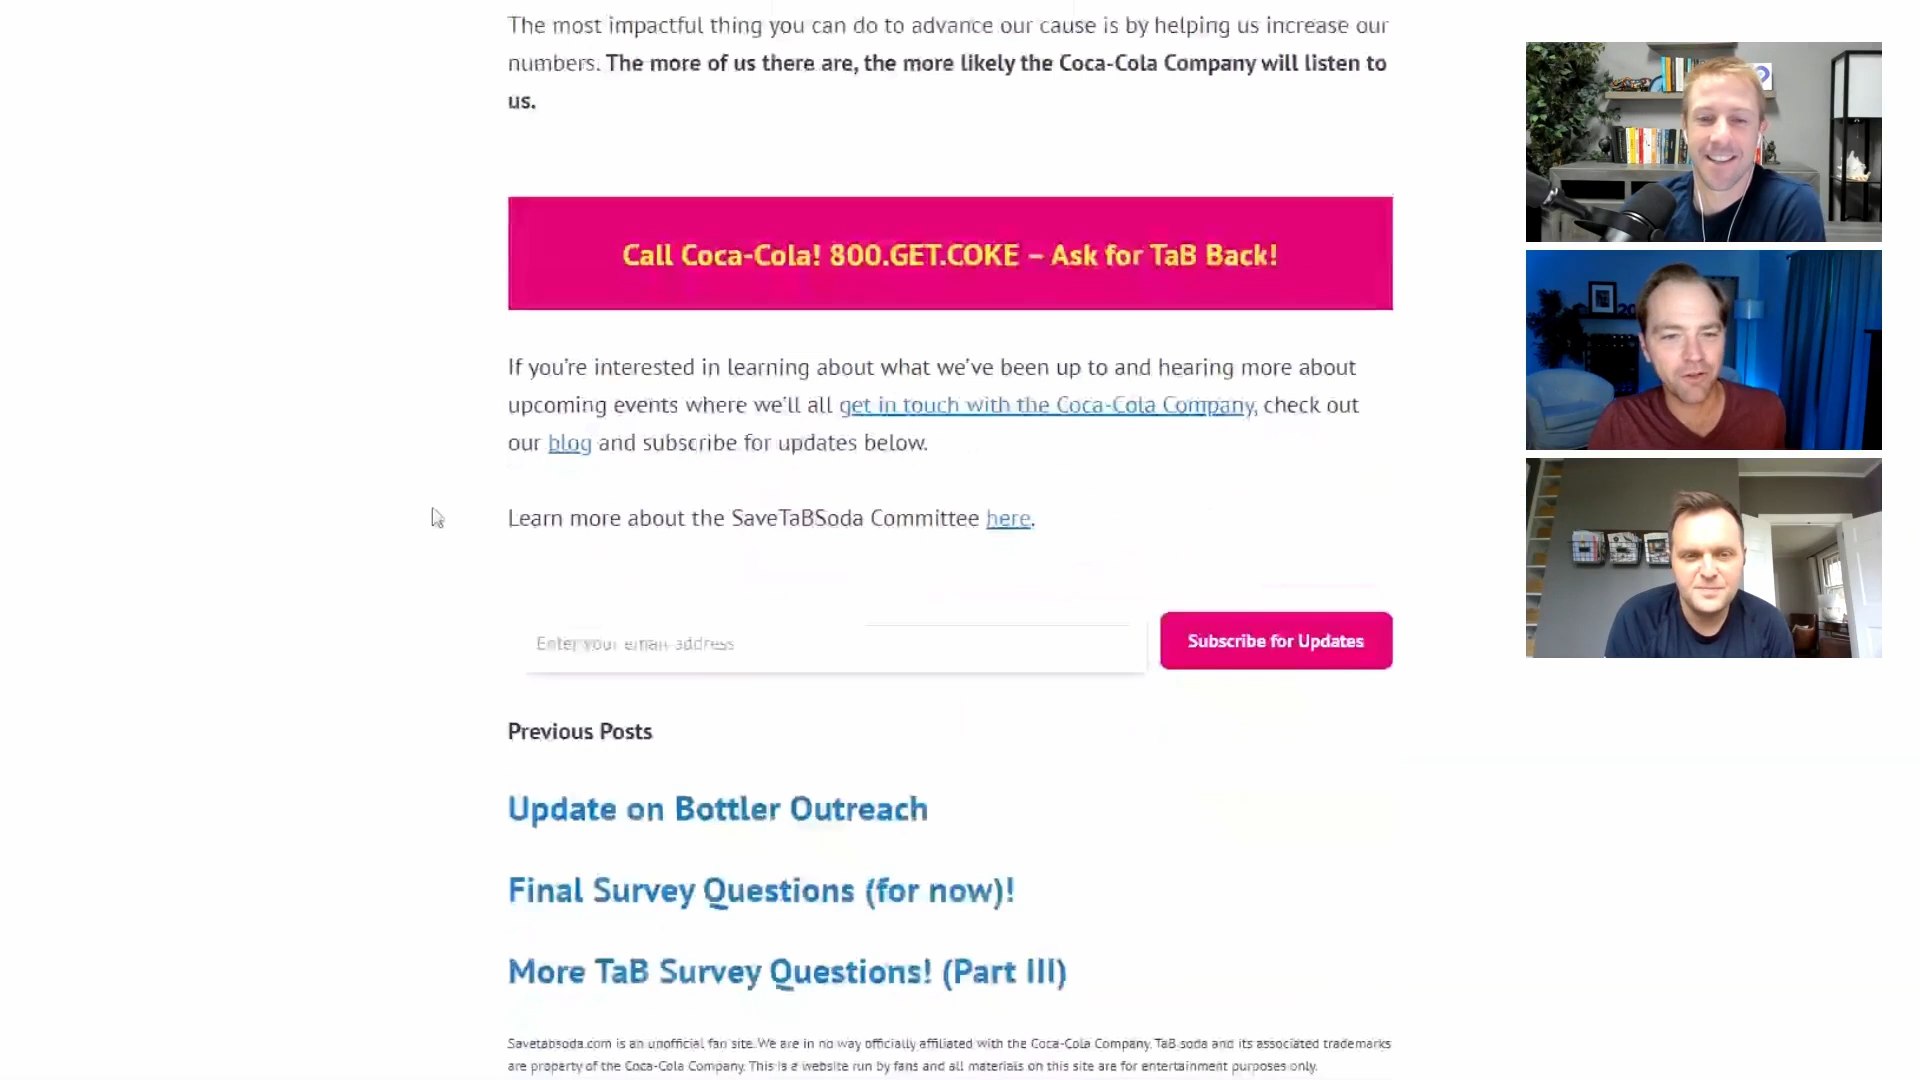 The most impactful thing you can do to advance our cause is by helping us increase our
numbers. The more of us there are, the more likely the Coca-Cola Company will listen to
us.
Call Coca-Cola! 800.GET.COKE – Ask for TaB Back!
If you're interested in learning about what we've been up to and hearing more about
upcoming events where we'll all get in touch with the Coca-Cola Company, check out
our blog and subscribe for updates below.
Learn more about the SaveTaBSoda Committee here.
Enter your email address
Subscribe for Updates
Previous Posts
Update on Bottler Outreach
Final Survey Questions (for now)!
More TaB Survey Questions! (Part III)
Savetabsoda.com is an unofficial fan site. We are in no way officially affiliated with the Coca-Cola Company. TaB soda and its associated trademarks
are property of the Coca-Cola Company. This is a website run by fans and all materials on this site are for entertainment purposes only.